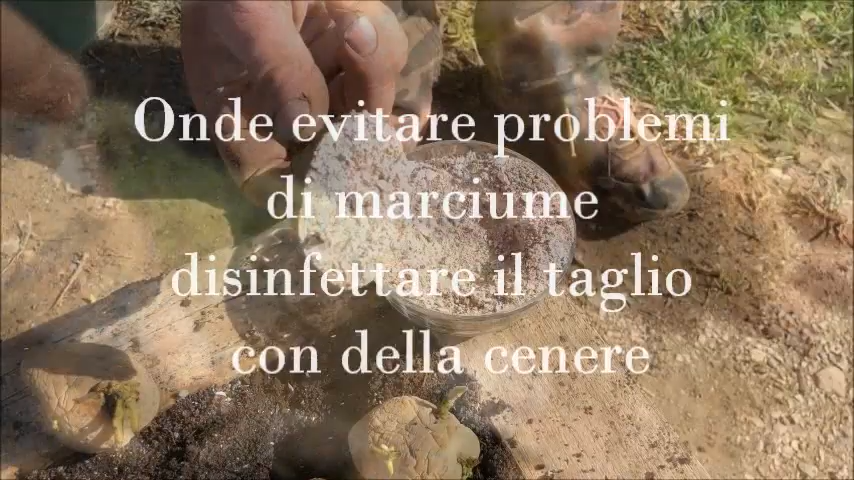 Onde evitare problemi
di marciume
disinfettare il taglio
con della cenere